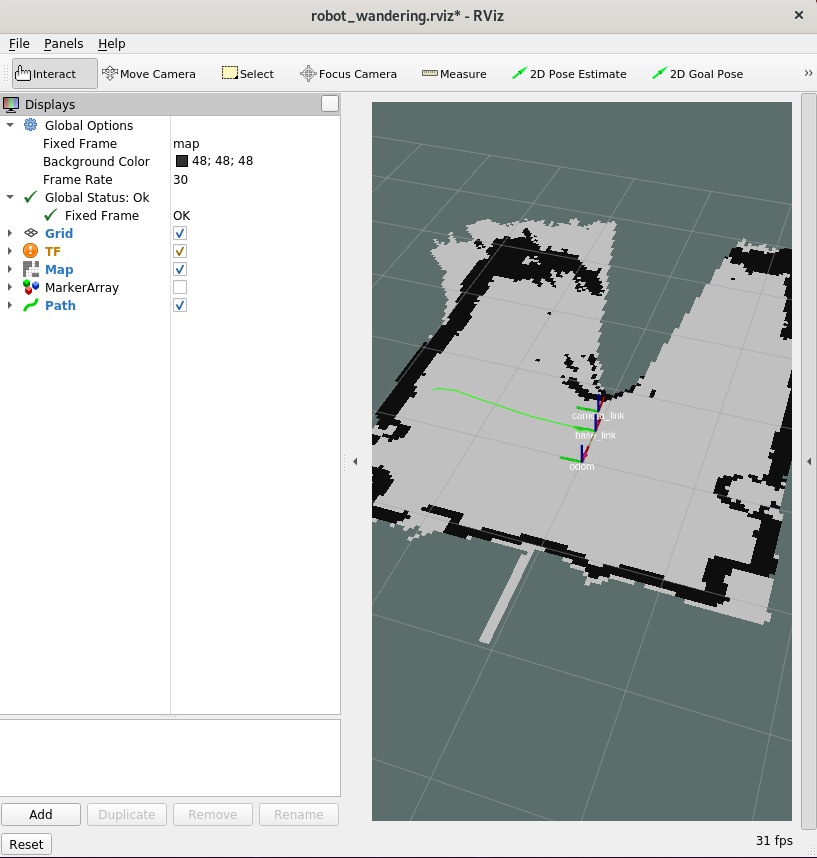 robot_wandering.rviz* - RViz
File Panels Help
Interact Move Camera Select Focus Camera Measure 2D Pose Estimate 2D Goal Pose
Displays
Global Options
Fixed Frame map
Background Color 48; 48; 48
Frame Rate 30
Global Status: Ok
Fixed Frame OK
Grid
TF
Map
MarkerArray
Path
camera_link
base_link
odom
Add Duplicate Remove Rename
Reset
31 fps